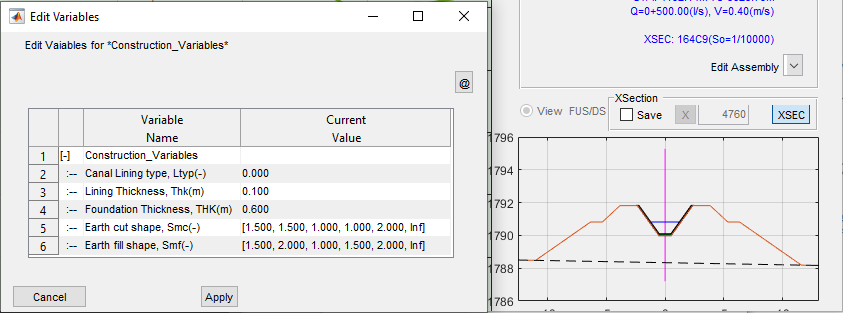 Edit Variables
Edit Vaiables for *Construction_Variables*
@
Variable Name
Current Value
1 [-] Construction_Variables
2 :-- Canal Lining type, Ltyp(-) 0.000
3 :-- Lining Thickness, Thk(m) 0.100
4 :-- Foundation Thickness, THK(m) 0.600
5 :-- Earth cut shape, Smc(-) [1.500, 1.500, 1.000, 1.000, 2.000, Inf]
6 :-- Earth fill shape, Smf(-) [1.500, 2.000, 1.000, 1.500, 2.000, Inf]
Cancel
Apply
Q=0+500.00(l/s), V=0.40(m/s)
XSEC: 164C9(So=1/10000)
Edit Assembly
View FUS/DS
XSection
Save
X
4760
XSEC
1796
1794
1792
1790
1788
1786